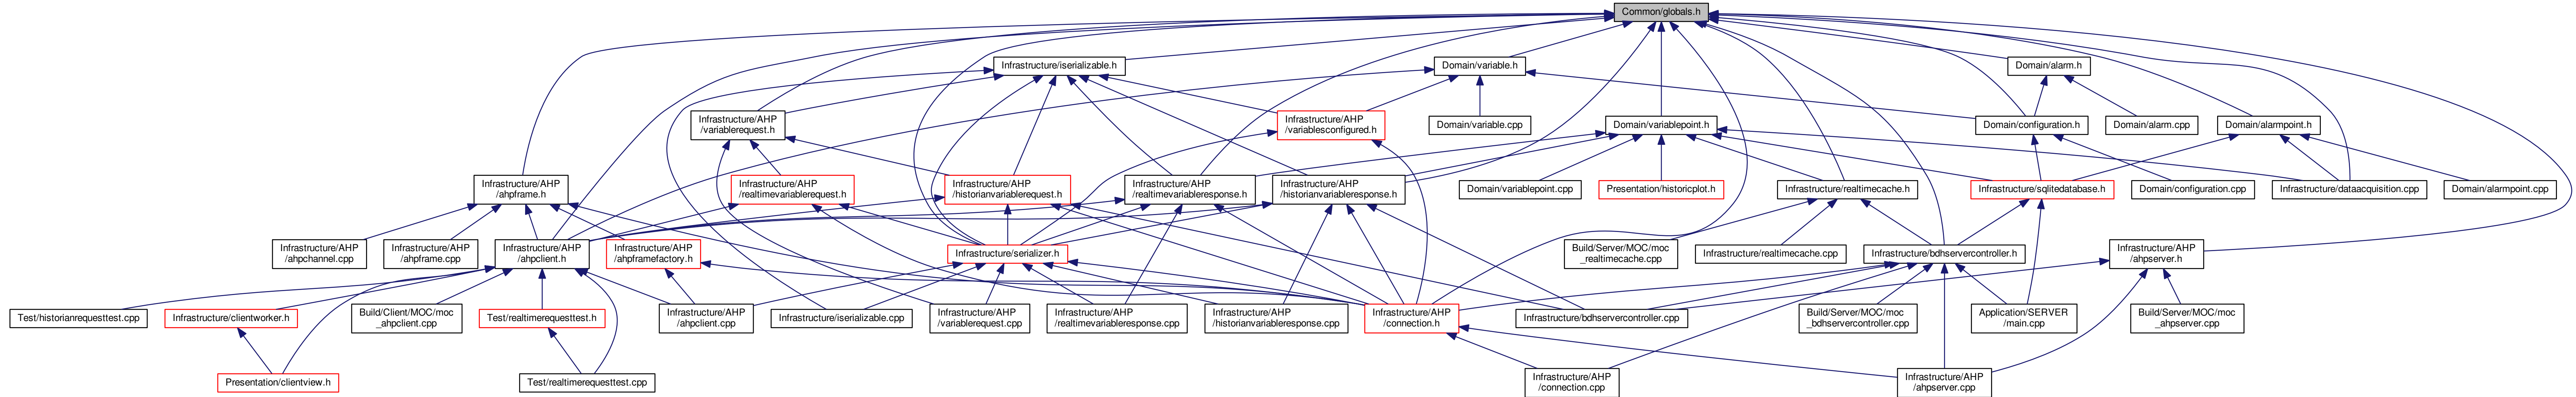 Common/globals.h
Infrastructure/iserializable.h
Domain/variable.h
Domain/alarm.h
Infrastructure/AHP
/variablerequest.h
Infrastructure/AHP
/variablesconfigured.h
Domain/variable.cpp
Domain/variablepoint.h
Domain/configuration.h
Domain/alarm.cpp
Domain/alarmpoint.h
Infrastructure/AHP
/ahpframe.h
Infrastructure/AHP
/realtimevariablerequest.h
Infrastructure/AHP
/historianvariablerequest.h
Infrastructure/AHP
/realtimevariableresponse.h
Infrastructure/AHP
/historianvariableresponse.h
Domain/variablepoint.cpp
Presentation/historicplot.h
Infrastructure/realtimecache.h
Infrastructure/sqlitedatabase.h
Domain/configuration.cpp
Infrastructure/dataacquisition.cpp
Domain/alarmpoint.cpp
Infrastructure/AHP
/ahpchannel.cpp
Infrastructure/AHP
/ahpframe.cpp
Infrastructure/AHP
/ahpclient.h
Infrastructure/AHP
/ahpframefactory.h
Infrastructure/serializer.h
Build/Server/MOC/moc
_realtimecache.cpp
Infrastructure/realtimecache.cpp
Infrastructure/bdhservercontroller.h
Infrastructure/AHP
/ahpserver.h
Test/historianrequesttest.cpp
Infrastructure/clientworker.h
Build/Client/MOC/moc
_ahpclient.cpp
Test/realtimerequesttest.h
Infrastructure/AHP
/ahpclient.cpp
Infrastructure/iserializable.cpp
Infrastructure/AHP
/variablerequest.cpp
Infrastructure/AHP
/realtimevariableresponse.cpp
Infrastructure/AHP
/historianvariableresponse.cpp
Infrastructure/AHP
/connection.h
Infrastructure/bdhservercontroller.cpp
Build/Server/MOC/moc
_bdhservercontroller.cpp
Application/SERVER
/main.cpp
Build/Server/MOC/moc
_ahpserver.cpp
Presentation/clientview.h
Test/realtimerequesttest.cpp
Infrastructure/AHP
/connection.cpp
Infrastructure/AHP
/ahpserver.cpp